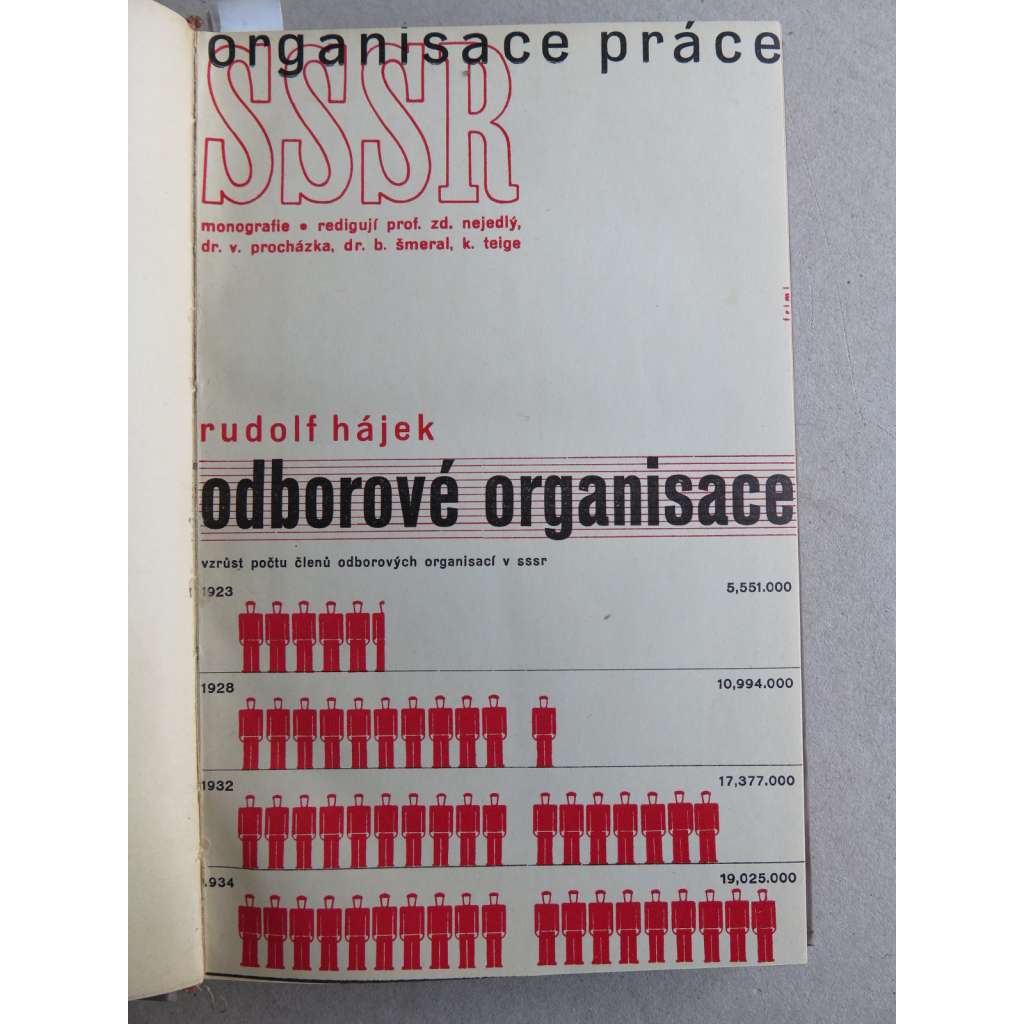 organisace práce
SSSR
monografie • redigují prof. zd. nejedlý,
dr. v. procházka, dr. b. šmeral, k. teige
friml
rudolf hájek
odborové organisace
vzrůst počtu členů odborových organisací v sssr
1923 5,551.000
1928 10,994.000
1932 17,377.000
1934 19,025.000